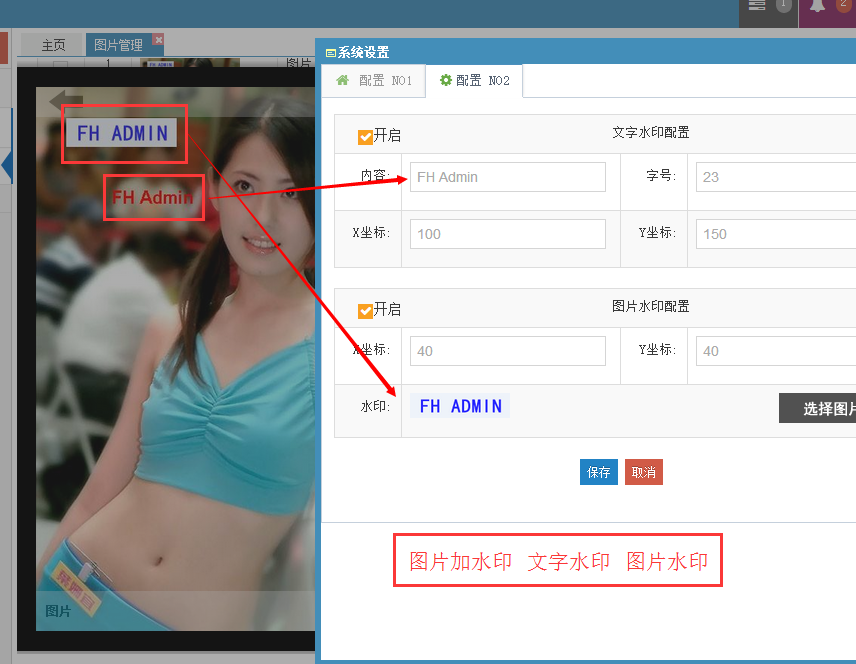 1
2
主页
图片管理
系统设置
1
图片
配置 NO1
配置 NO2
FH ADMIN
开启
文字水印配置
FH Admin
内容:
FH Admin
字号:
23
X坐标:
100
Y坐标:
150
开启
图片水印配置
X坐标:
40
Y坐标:
40
水印:
FH ADMIN
选择图片
保存
取消
图片加水印 文字水印 图片水印
图片